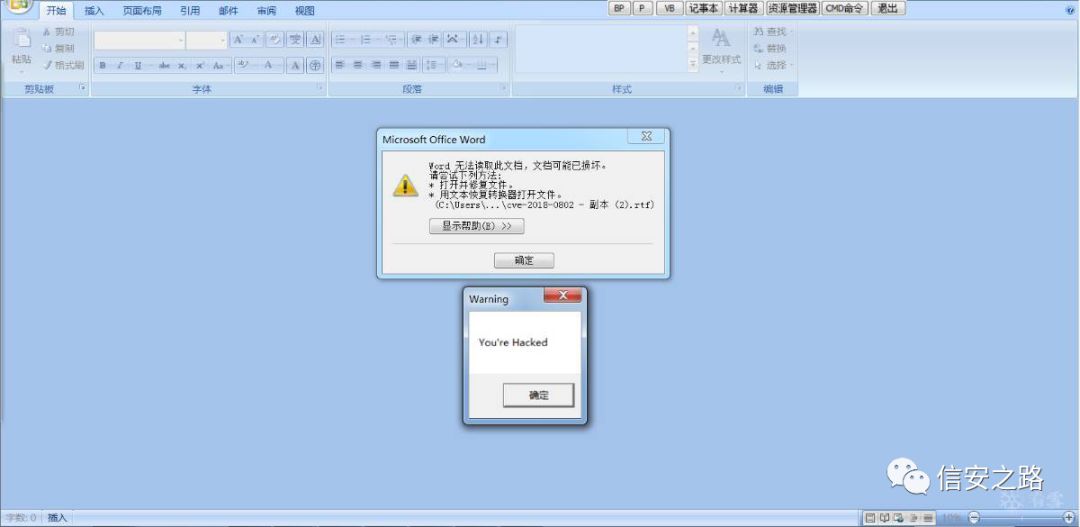 开始 插入 页面布局 引用 邮件 审阅 视图 BP P VB 记事本 计算器 资源管理器 CMD命令 退出
剪切
复制
粘贴
格式刷
更改样式
查找
替换
选择
剪贴板 字体 段落 样式 编辑
Microsoft Office Word
Word 无法读取此文档，文档可能已损坏。
请尝试下列方法：
* 打开并修复文件。
* 用文本恢复转换器打开文件。
(C:\Users\...\cve-2018-0802 - 副本 (2).rtf)
显示帮助(E) >>
确定
Warning
You're Hacked
确定
信安之路
字数: 0 插入